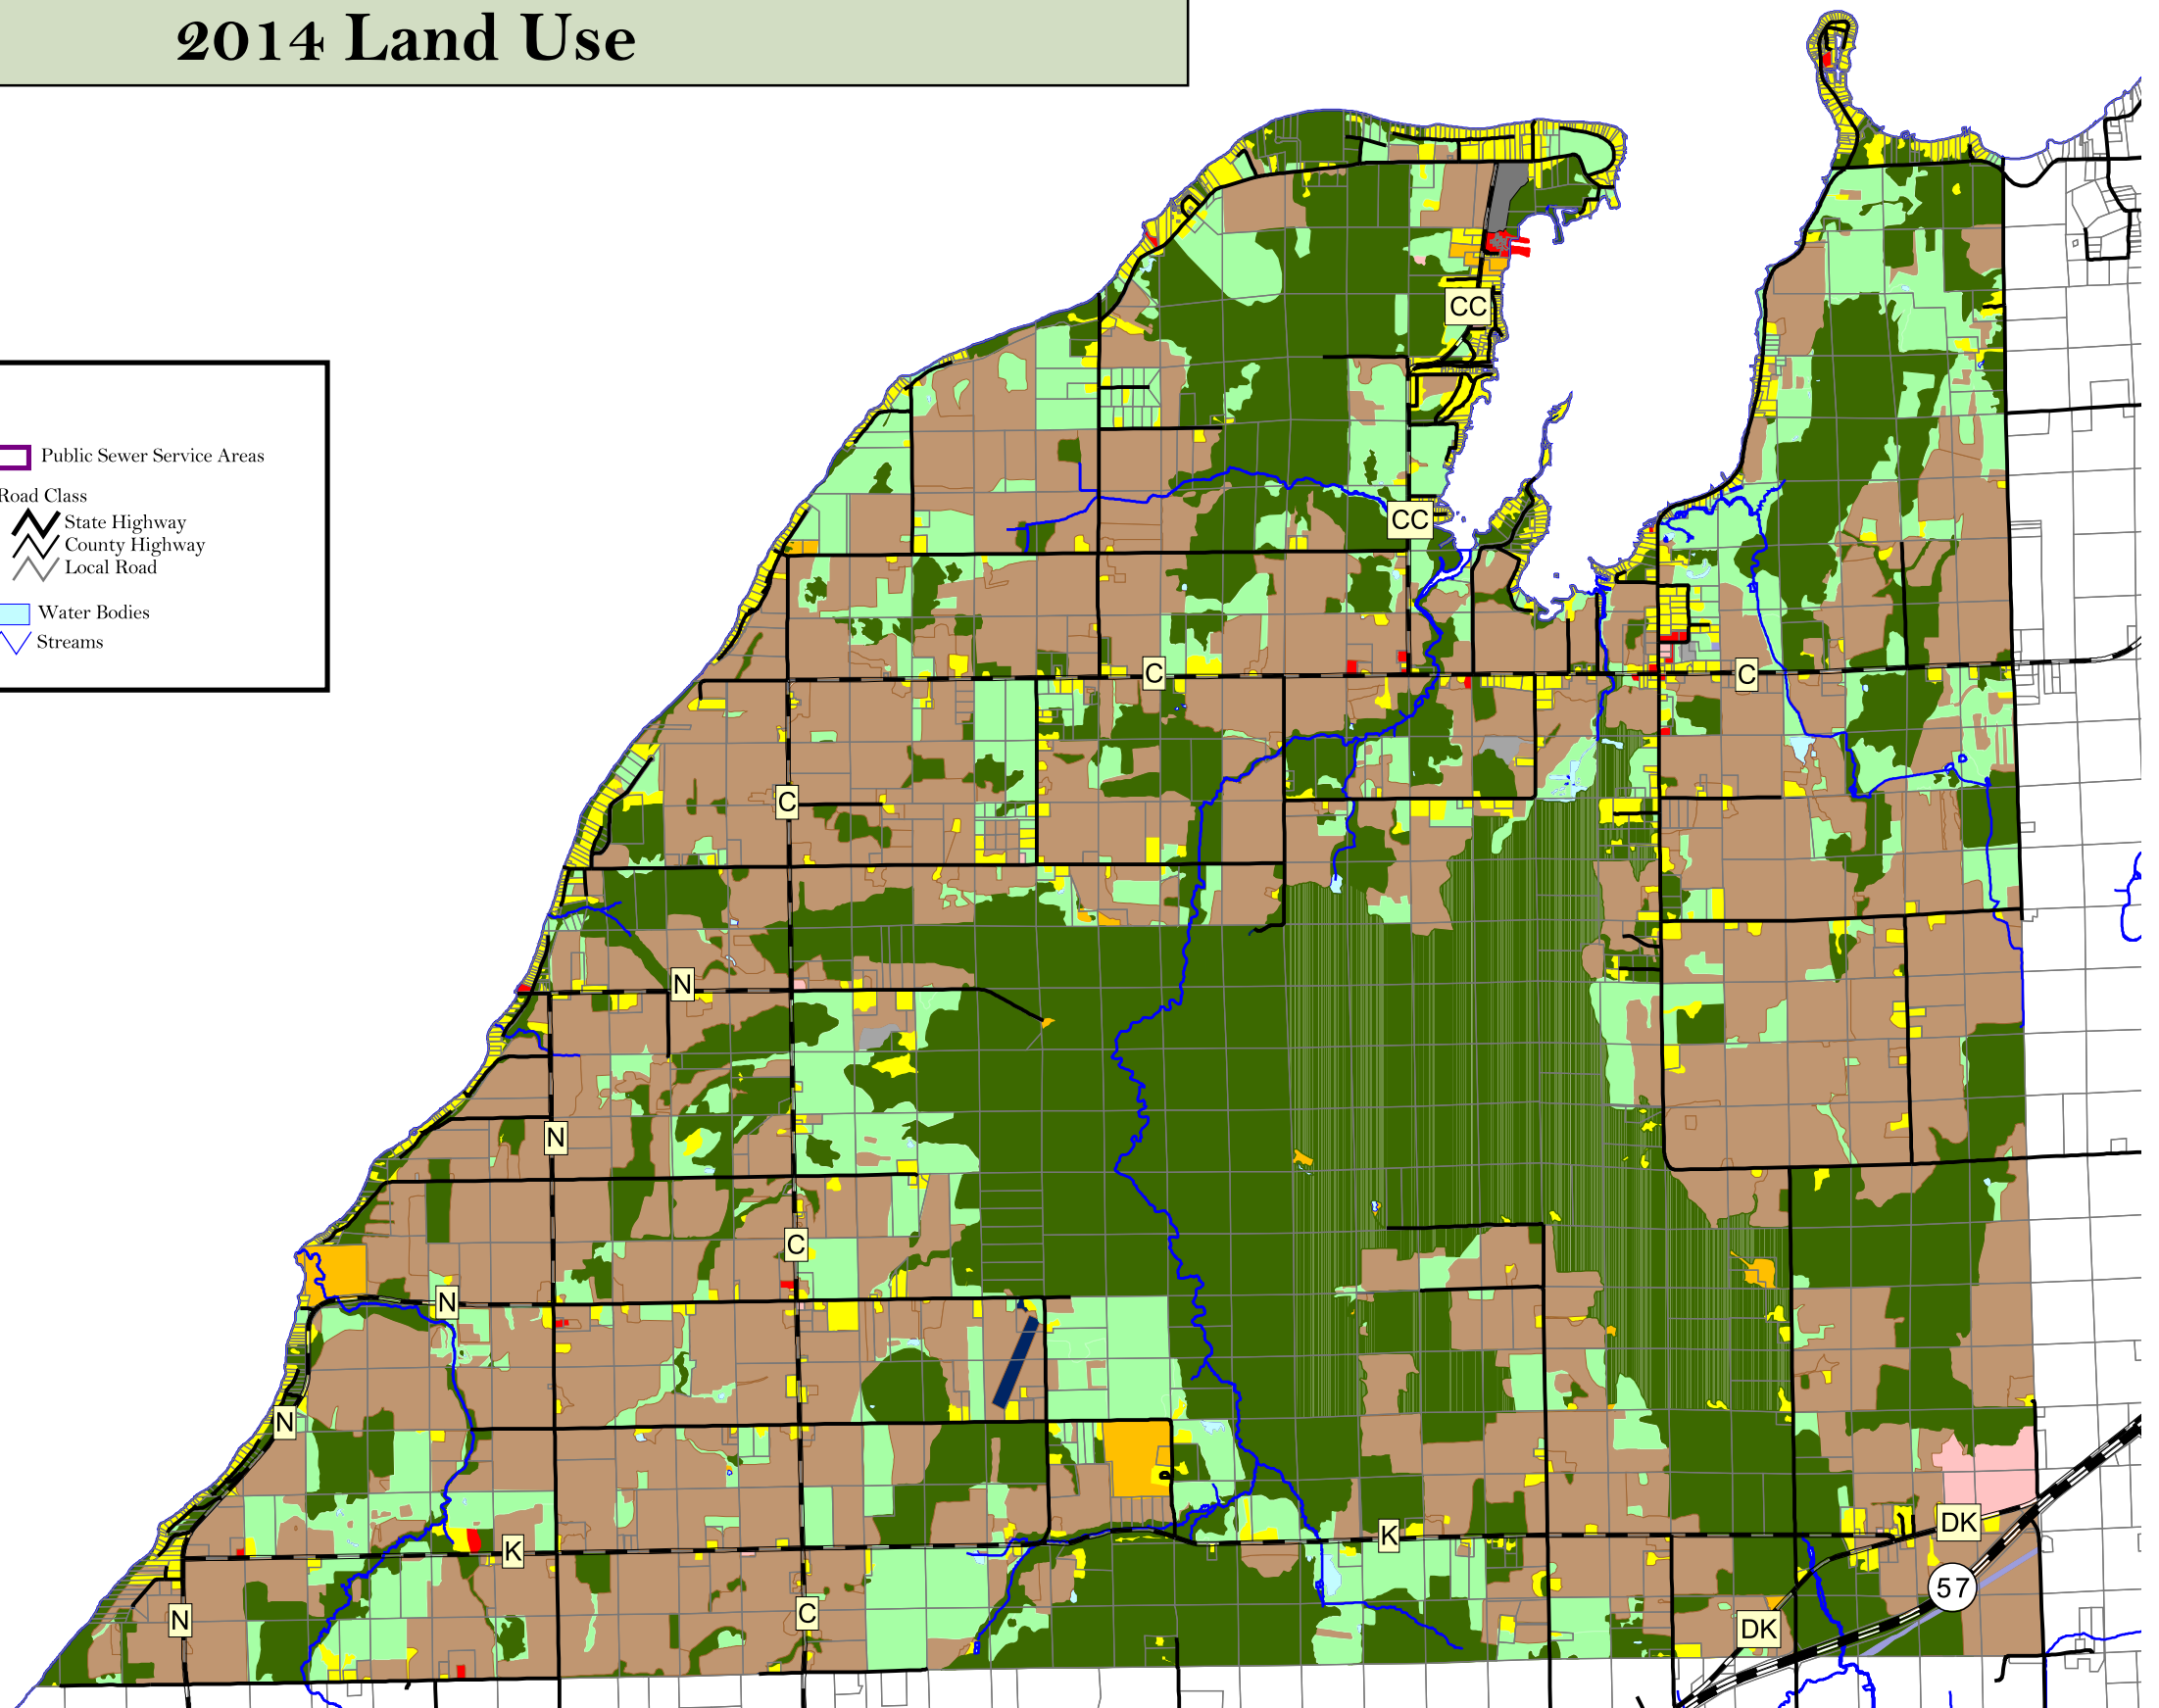 2014 Land Use
Public Sewer Service Areas
Road Class
State Highway
County Highway
Local Road
Water Bodies
Streams
CC
CC
C
C
C
N
N
C
N
N
K
K
DK
57
DK
C
N